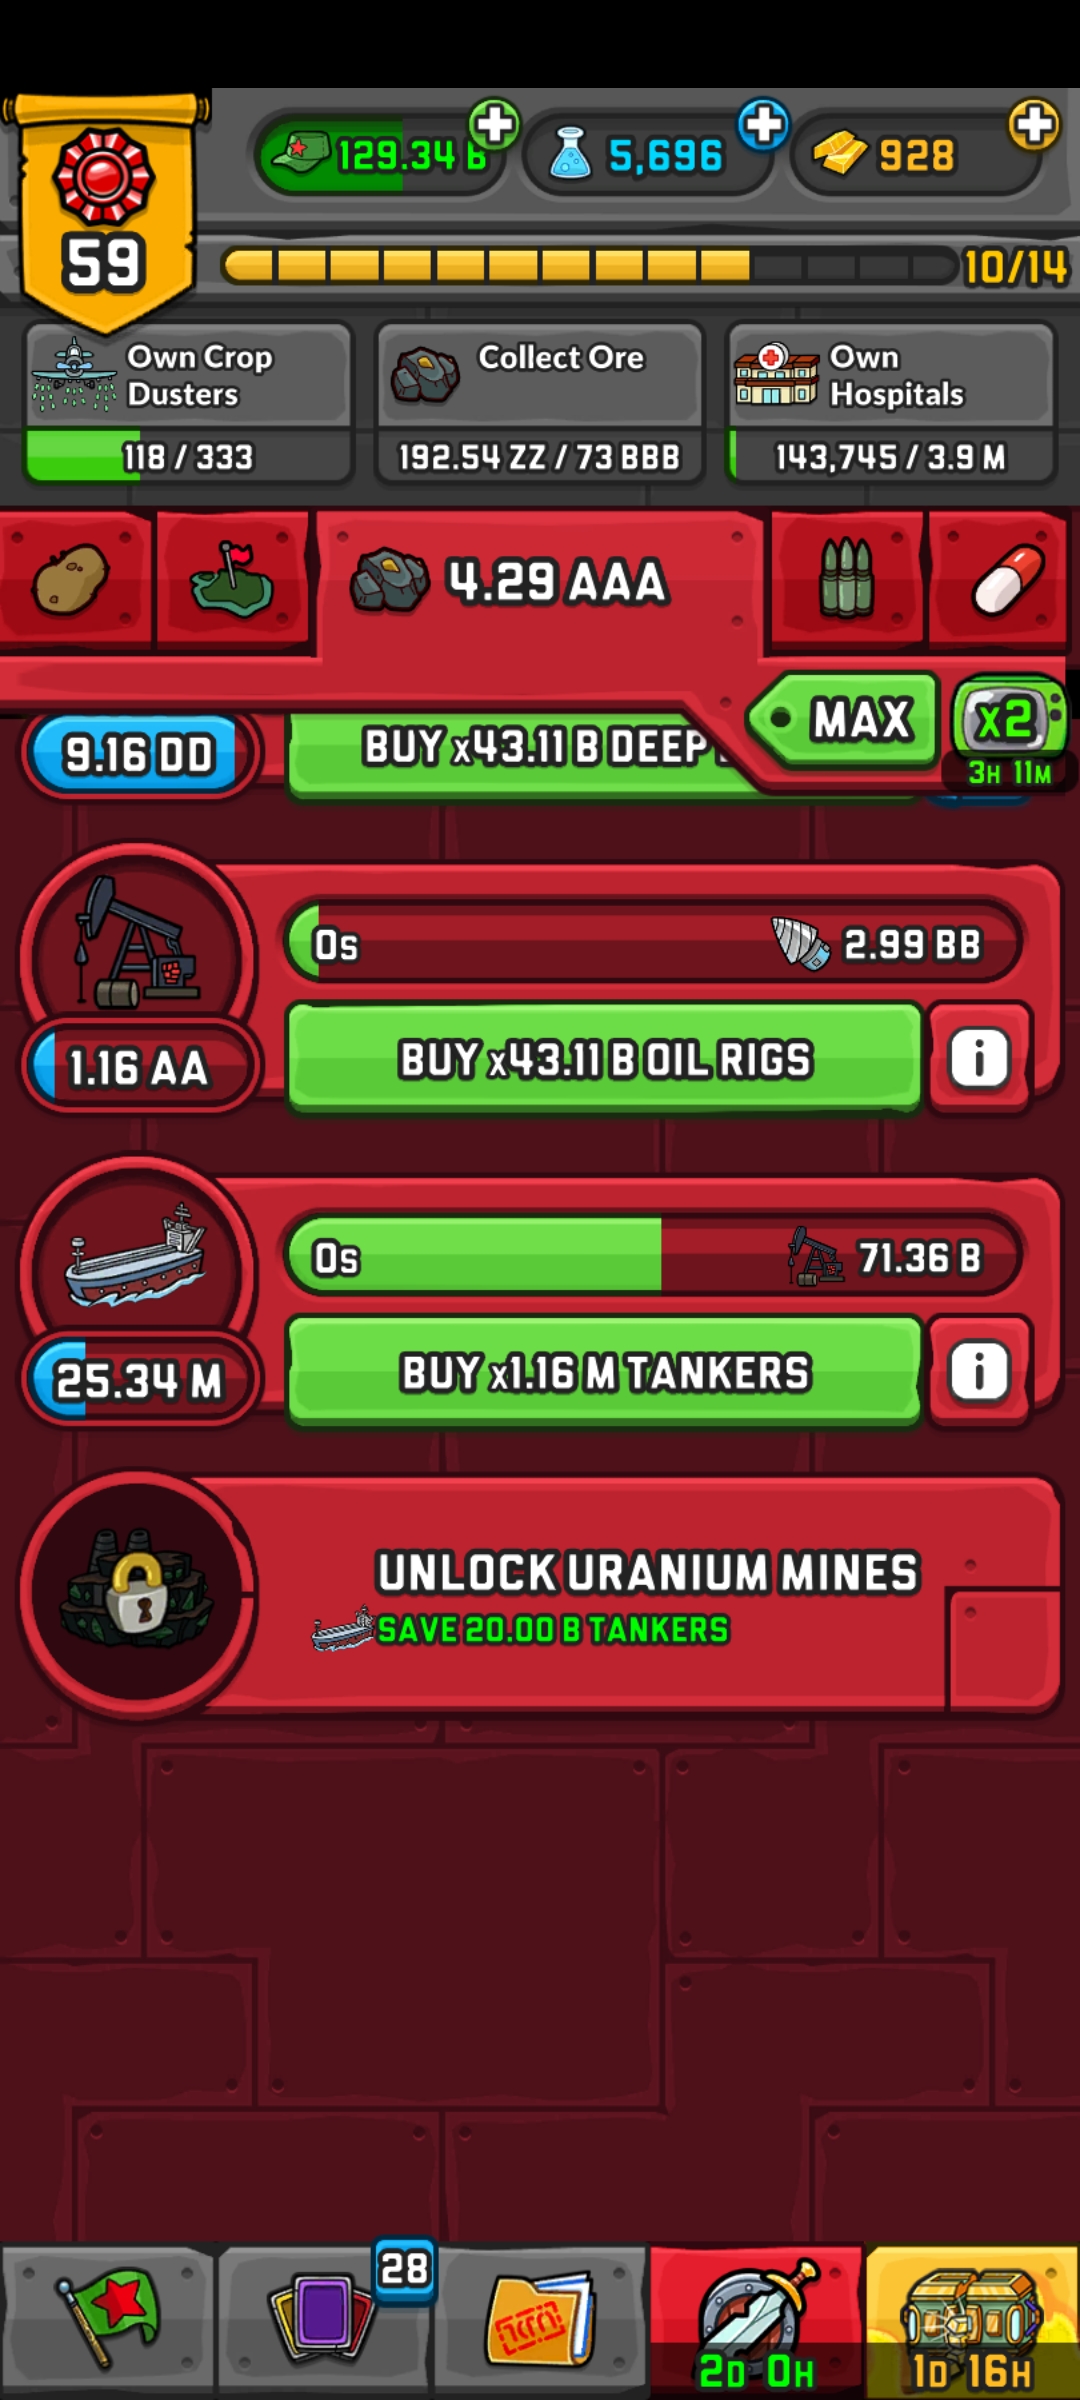 129.34 B
5,696
928
59
10/14
Own Crop
Dusters
118 / 333
Collect Ore
192.54 ZZ / 73 BBB
Own
Hospitals
143,745 / 3.9 M
4.29 AAA
MAX
x2
3H 11M
9.16 DD
BUY x43.11 B DEEP
0s
2.99 BB
1.16 AA
BUY x43.11 B OIL RIGS
i
0s
71.36 B
25.34 M
BUY x1.16 M TANKERS
i
UNLOCK URANIUM MINES
SAVE 20.00 B TANKERS
28
2D 0H
1D 16H